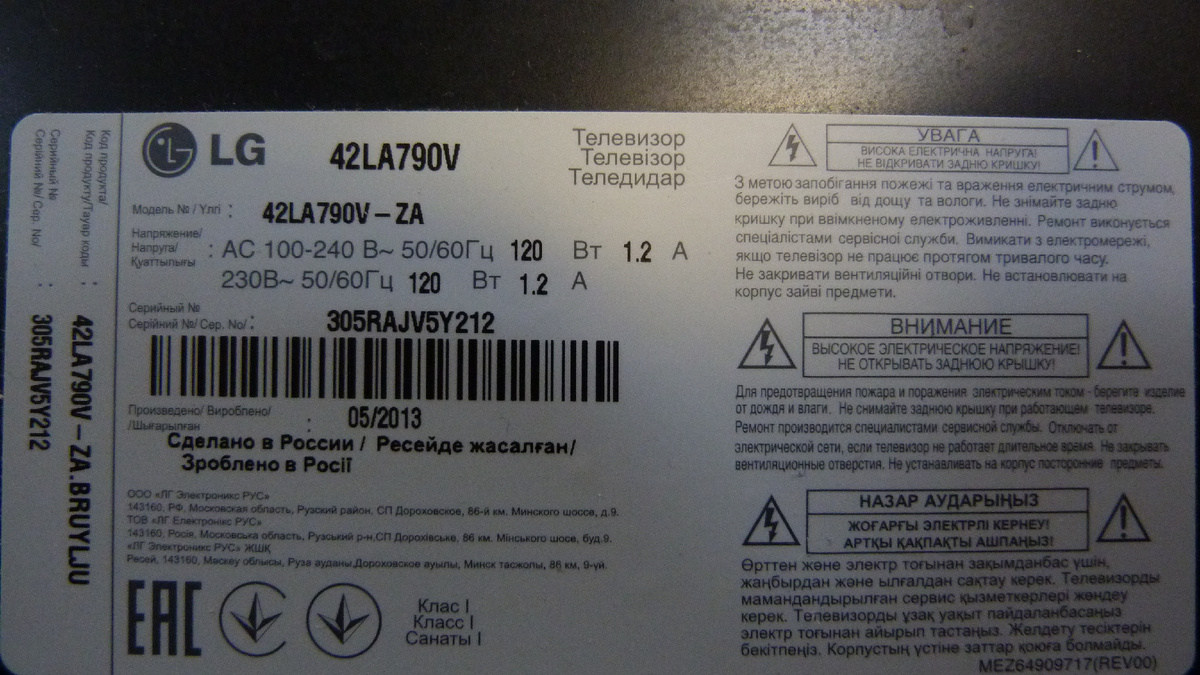 Код продукта/
Код продукту/Тауар коды :
42LA790V-ZA.BRUYLJU
Серийный №
Серійний №/ Сер. No/ :
305RAJV5Y212
LG
42LA790V
Телевизор
Телевізор
Теледидар
Модель № / Үлгі : 42LA790V-ZA
Напряжение/
Напруга/
Қуаттылығы
: AC 100-240 В~ 50/60Гц 120 Вт 1.2 А
230В~ 50/60Гц 120 Вт 1.2 А
Серийный №
Серійний №/ Сер. No/ : 305RAJV5Y212
Произведено/ Вироблено/
/Шығарылған : 05/2013
Сделано в России / Ресейде жасалған/
Зроблено в Росії
ООО «ЛГ Электроникс РУС»
143160, РФ, Московская область, Рузский район, СП Дороховское, 86-й км. Минского шоссе, д.9.
ТОВ «ЛГ Електронікс РУС»
143160, Росія, Московська область, Рузський р-н,СП Дорохівське, 86 км. Мінського шосе, буд.9.
«ЛГ Электроникс РУС» ЖШҚ
Ресей, 143160, Мәскеу облысы, Руза ауданы,Дороховское ауылы, Минск тасжолы, 86 км, 9-үй.
ЕАС
Клас I
Класс I
Санаты I
УВАГА
ВИСОКА ЕЛЕКТРИЧНА НАПРУГА!
НЕ ВІДКРИВАТИ ЗАДНЮ КРИШКУ!
З метою запобігання пожежі та враження електричним струмом,
бережіть виріб від дощу та вологи. Не знімайте задню
кришку при ввімкненому електроживленні. Ремонт виконується
спеціалістами сервісної служби. Вимикати з електромережі,
якщо телевізор не працює протягом тривалого часу.
Не закривати вентиляційні отвори. Не встановлювати на
корпус зайві предмети.
ВНИМАНИЕ
ВЫСОКОЕ ЭЛЕКТРИЧЕСКОЕ НАПРЯЖЕНИЕ!
НЕ ОТКРЫВАТЬ ЗАДНЮЮ КРЫШКУ!
Для предотвращения пожара и поражения электрическим током - берегите изделие
от дождя и влаги. Не снимайте заднюю крышку при работающем телевизоре.
Ремонт производится специалистами сервисной службы. Отключать от
электрической сети, если телевизор не работает длительное время. Не закрывать
вентиляционные отверстия. Не устанавливать на корпус посторонние предметы.
НАЗАР АУДАРЫҢЫЗ
ЖОҒАРҒЫ ЭЛЕКТРЛІ КЕРНЕУ!
АРТҚЫ ҚАҚПАҚТЫ АШПАҢЫЗ!
Өрттен және электр тоғынан зақымданбас үшін,
жаңбырдан және ылғалдан сақтау керек. Телевизорды
мамандандырылған сервис қызметкерлері жөндеу
керек. Телевизорды ұзақ уақыт пайдаланбасаңыз
электр тоғынан айырып тастаңыз. Желдету тесіктерін
бекітпеңіз. Корпустың үстіне заттар қоюға болмайды.
MEZ64909717(REV00)